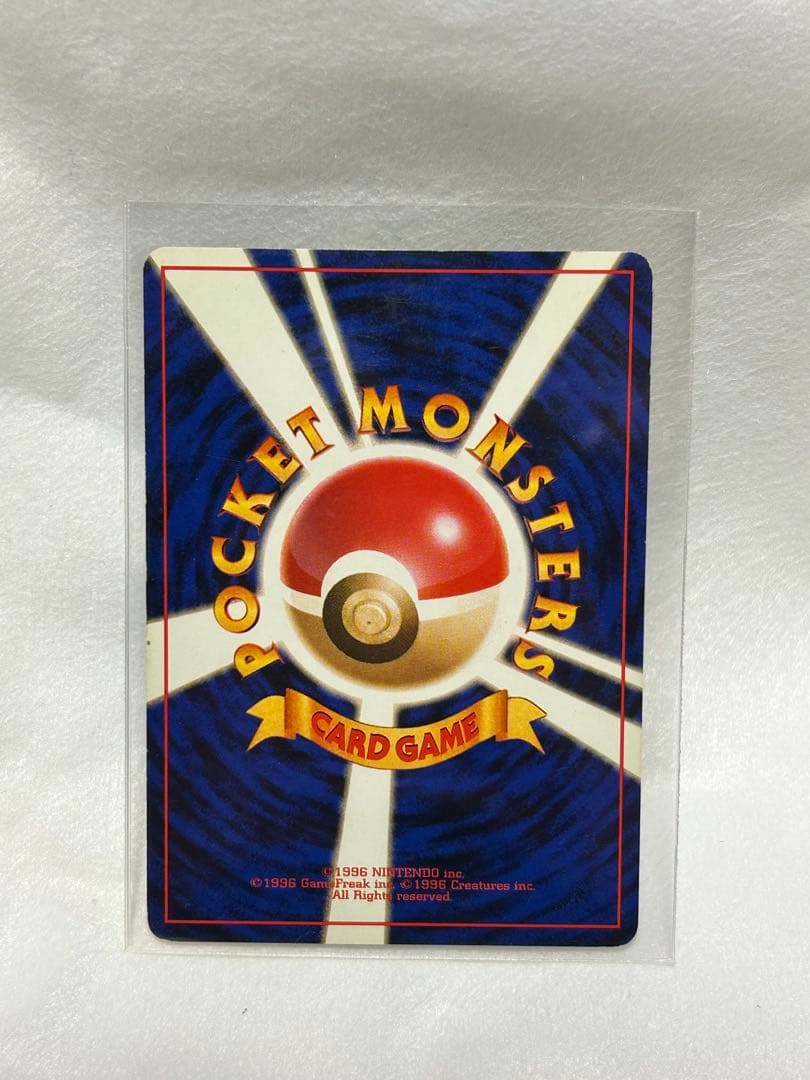 POCKET MONSTERS
CARD GAME
©1996 NINTENDO inc.
©1996 GameFreak inc. ©1996 Creatures inc.
All Rights reserved.